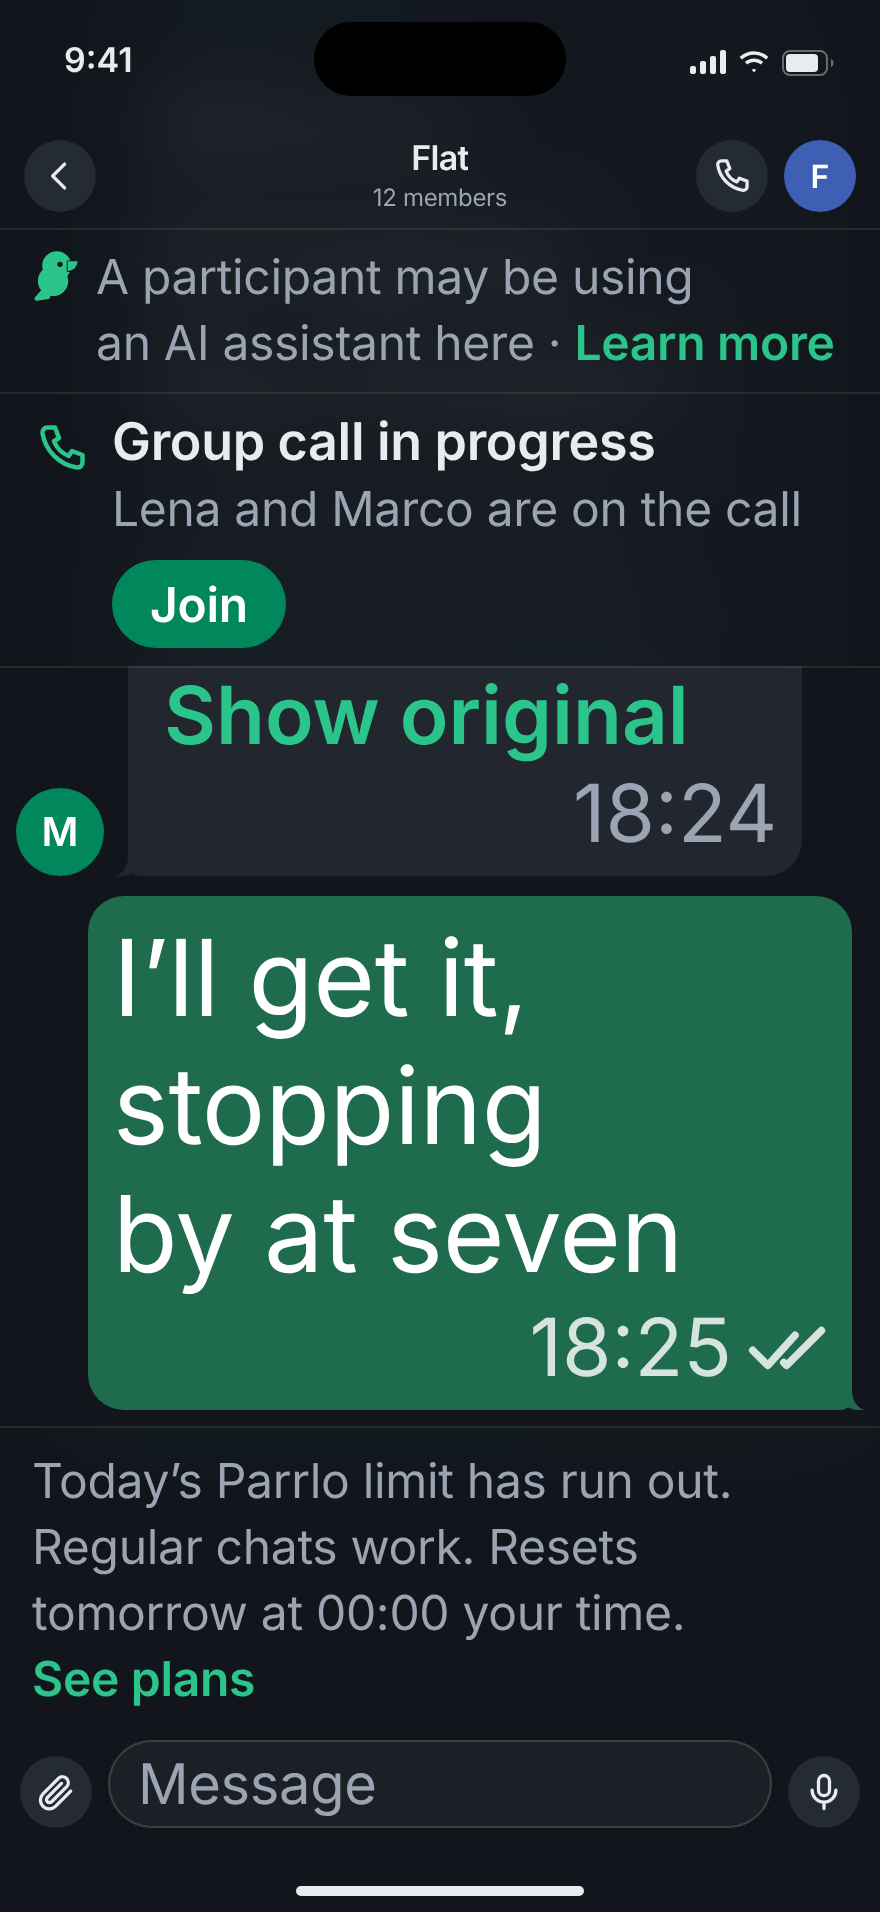 9:41
Flat
12 members
F
A participant may be using
an AI assistant here · Learn more
Group call in progress
Lena and Marco are on the call
Join
Show original
18:24
M
I’ll get it,
stopping
by at seven
18:25
Today’s Parrlo limit has run out.
Regular chats work. Resets
tomorrow at 00:00 your time.
See plans
Message